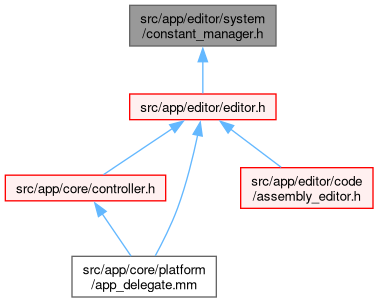 src/app/editor/system
/constant_manager.h
src/app/editor/editor.h
src/app/core/controller.h
src/app/editor/code
/assembly_editor.h
src/app/core/platform
/app_delegate.mm